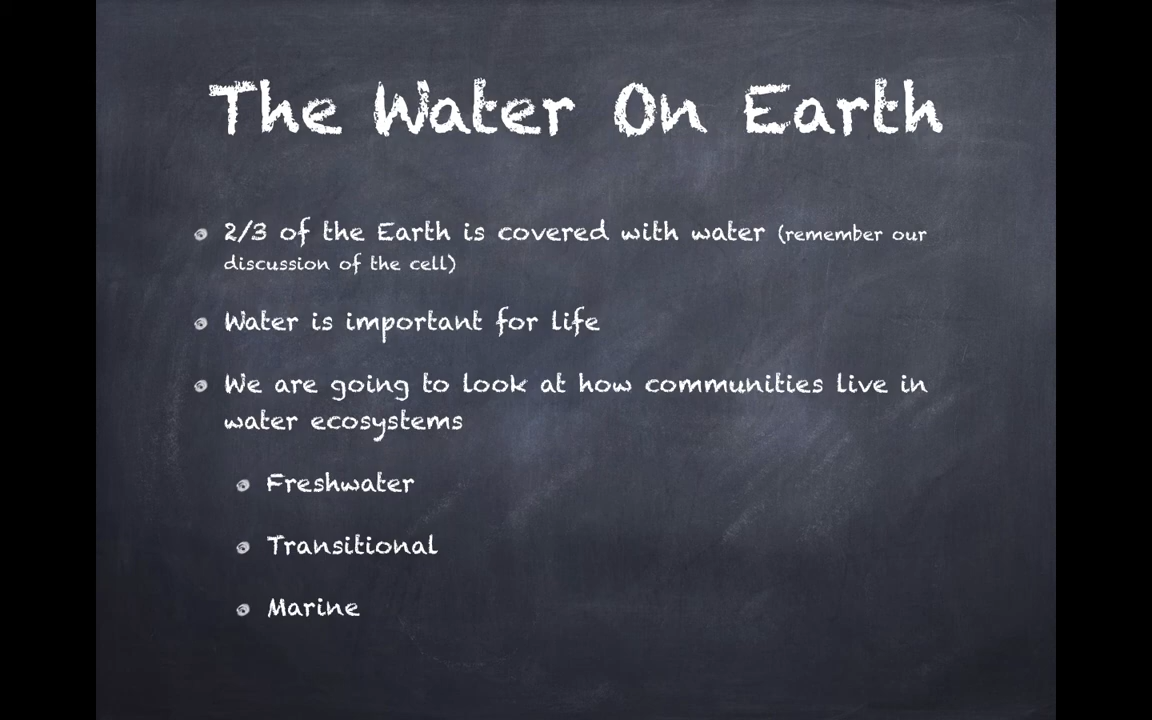 The Water On Earth
2/3 of the Earth is covered with water (remember our
discussion of the cell)
Water is important for life
We are going to look at how communities live in
water ecosystems
Freshwater
Transitional
Marine